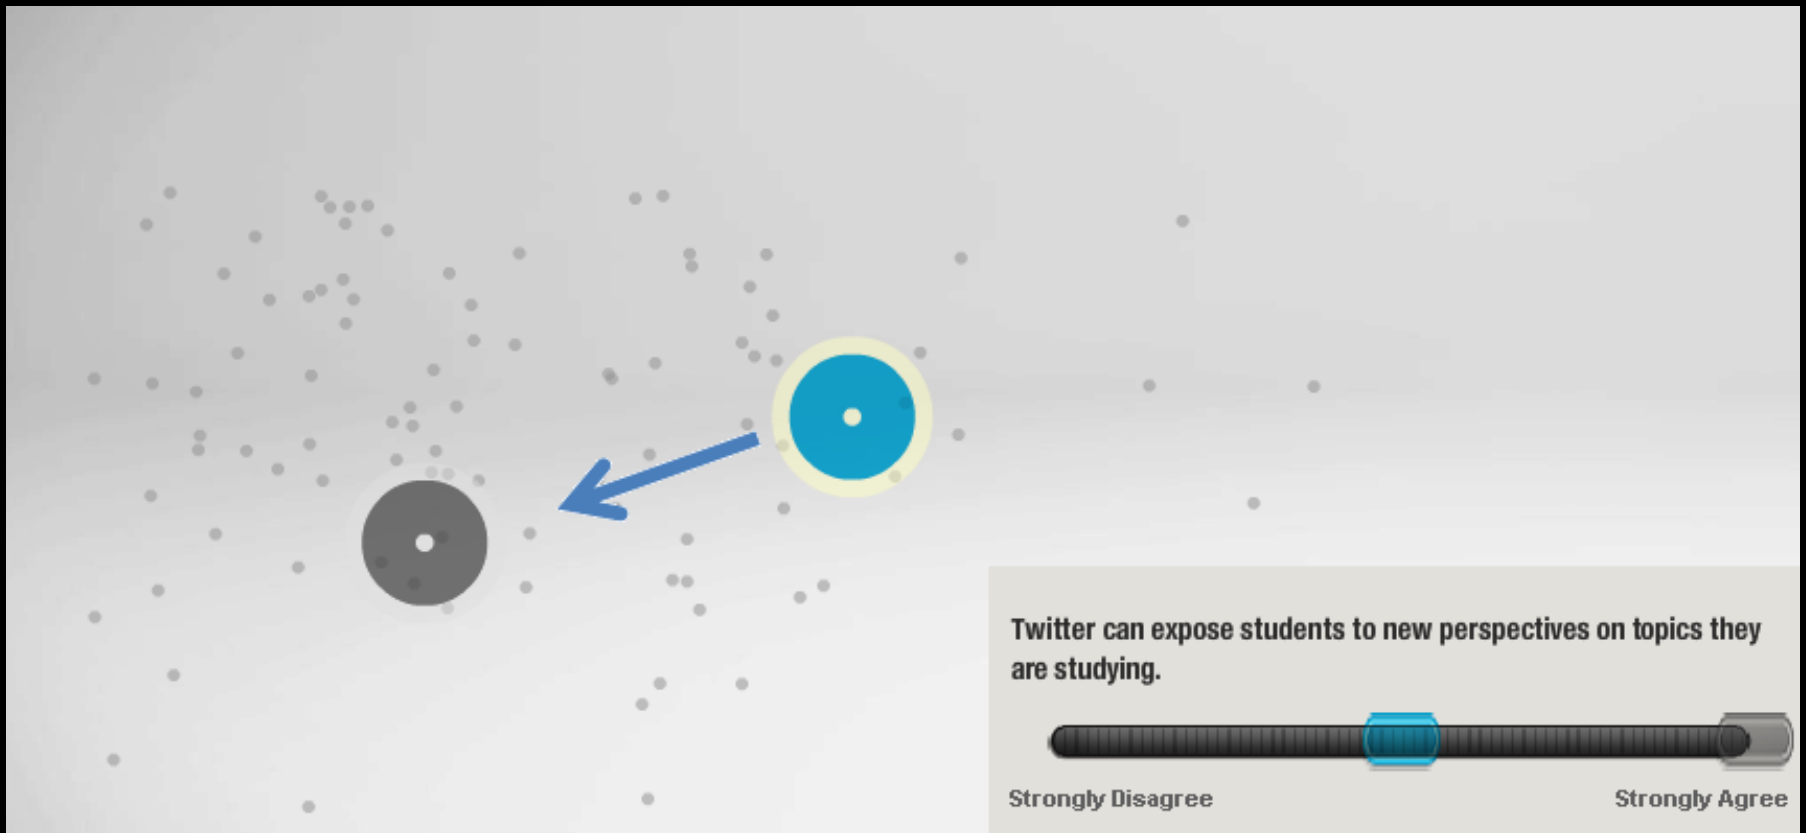 Twitter can expose students to new perspectives on topics they
are studying.
Strongly Disagree
Strongly Agree